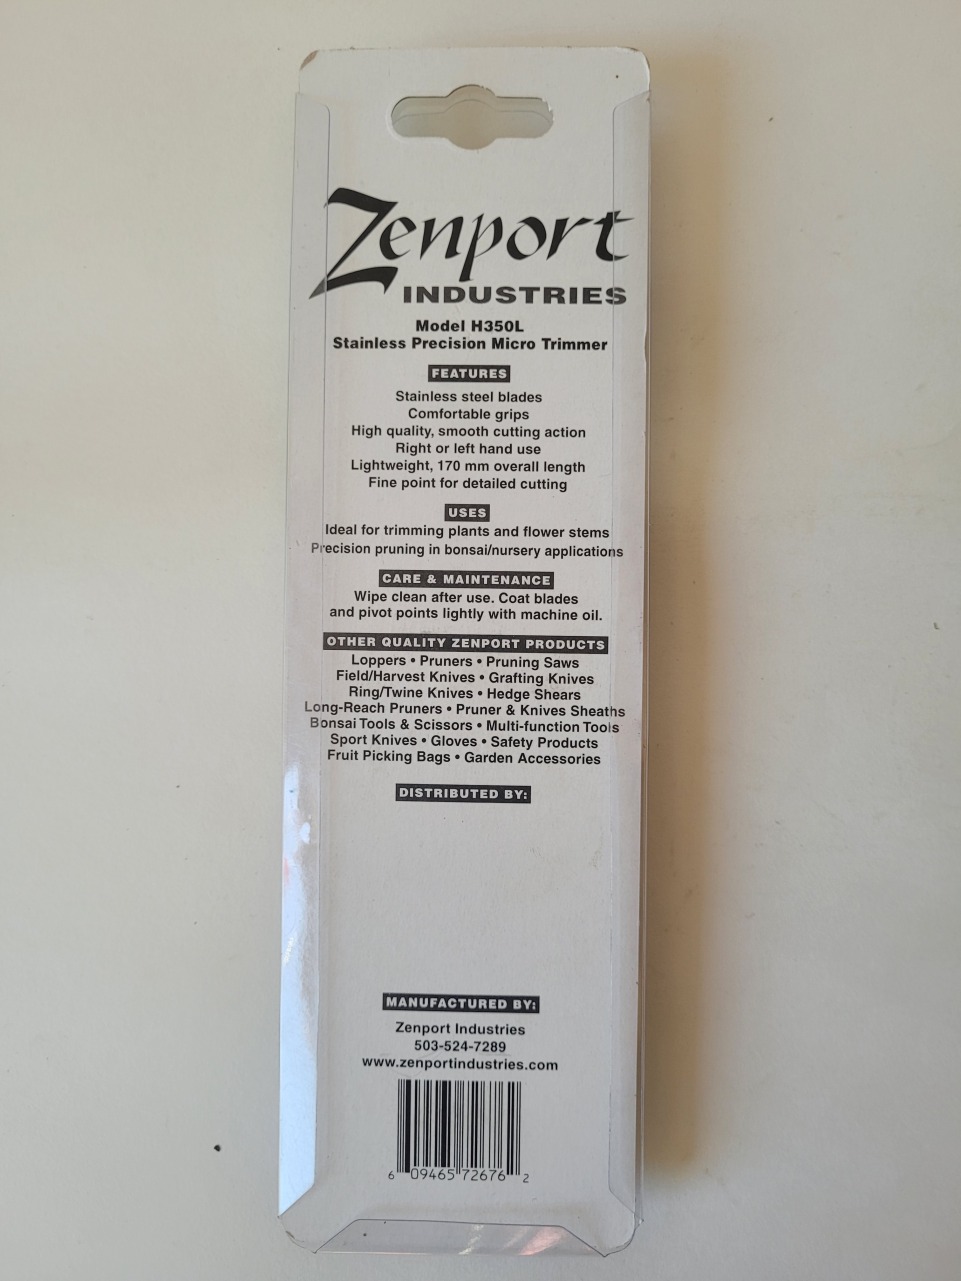 Zenport
INDUSTRIES
Model H350L
Stainless Precision Micro Trimmer
FEATURES
Stainless steel blades
Comfortable grips
High quality, smooth cutting action
Right or left hand use
Lightweight, 170 mm overall length
Fine point for detailed cutting
USES
Ideal for trimming plants and flower stems
Precision pruning in bonsai/nursery applications
CARE & MAINTENANCE
Wipe clean after use. Coat blades
and pivot points lightly with machine oil.
OTHER QUALITY ZENPORT PRODUCTS
Loppers • Pruners • Pruning Saws
Field/Harvest Knives • Grafting Knives
Ring/Twine Knives • Hedge Shears
Long-Reach Pruners • Pruner & Knives Sheaths
Bonsai Tools & Scissors • Multi-function Tools
Sport Knives • Gloves • Safety Products
Fruit Picking Bags • Garden Accessories
DISTRIBUTED BY:
MANUFACTURED BY:
Zenport Industries
503-524-7289
www.zenportindustries.com
6 09465 72676 2